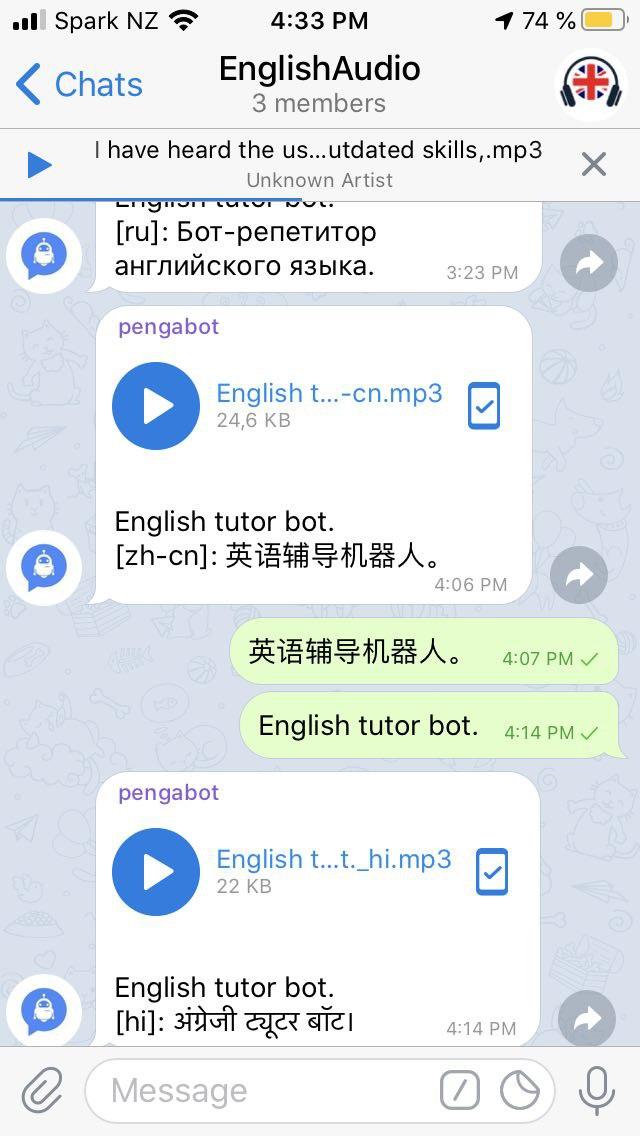 Spark NZ 4:33 PM 74 %
Chats EnglishAudio
3 members
I have heard the us...utdated skills,.mp3
Unknown Artist
English tutor bot.
[ru]: Бот-репетитор
английского языка. 3:23 PM
pengabot
English t...-cn.mp3
24,6 KB
English tutor bot.
[zh-cn]: 英语辅导机器人。
4:06 PM
英语辅导机器人。 4:07 PM
English tutor bot. 4:14 PM
pengabot
English t...t._hi.mp3
22 KB
English tutor bot.
[hi]: अंग्रेजी ट्यूटर बॉट। 4:14 PM
Message